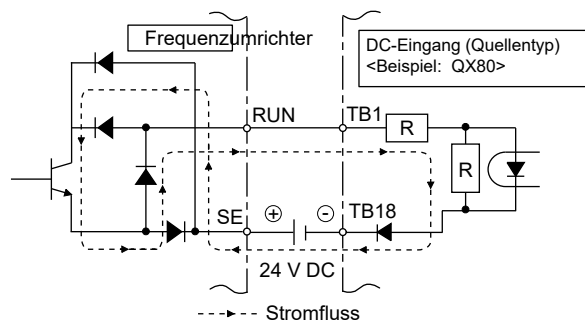 Frequenzumrichter
DC-Eingang (Quellentyp)
<Beispiel: QX80>
RUN
TB1
R
R
SE
+
-
TB18
24 V DC
Stromfluss